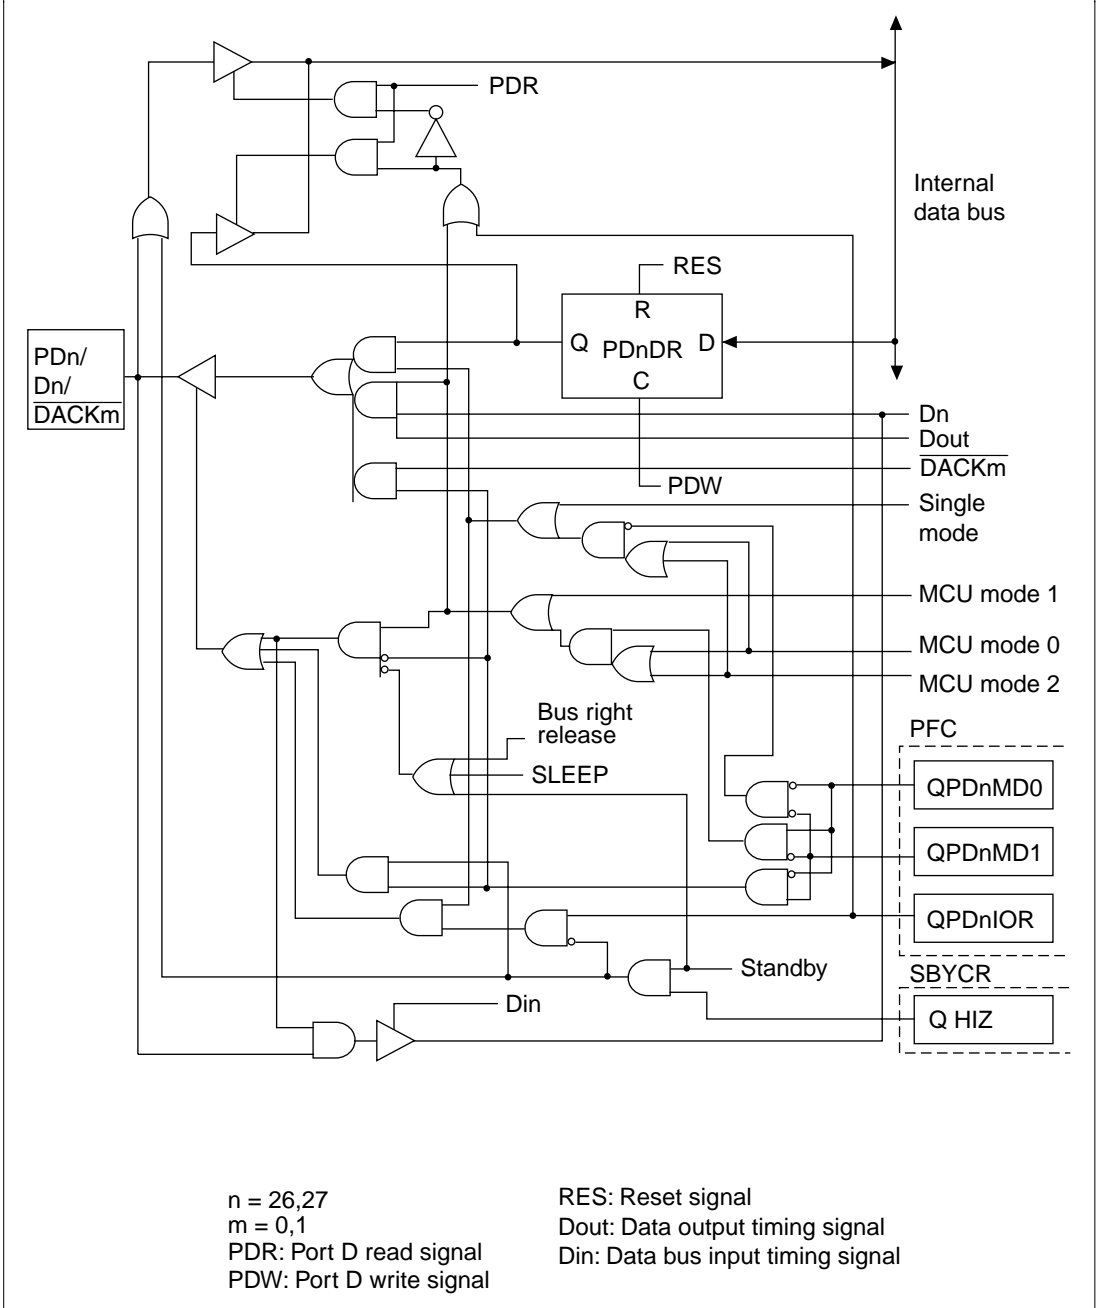 PDR
Internal
data bus
RES
R
Q
PDnDR
D
C
PDn/
Dn/
DACKm
Dn
Dout
DACKm
PDW
Single
mode
MCU mode 1
MCU mode 0
MCU mode 2
Bus right
release
SLEEP
PFC
QPDnMD0
QPDnMD1
QPDnIOR
Standby
SBYCR
Din
Q HIZ
n = 26,27
m = 0,1
PDR: Port D read signal
PDW: Port D write signal
RES: Reset signal
Dout: Data output timing signal
Din: Data bus input timing signal